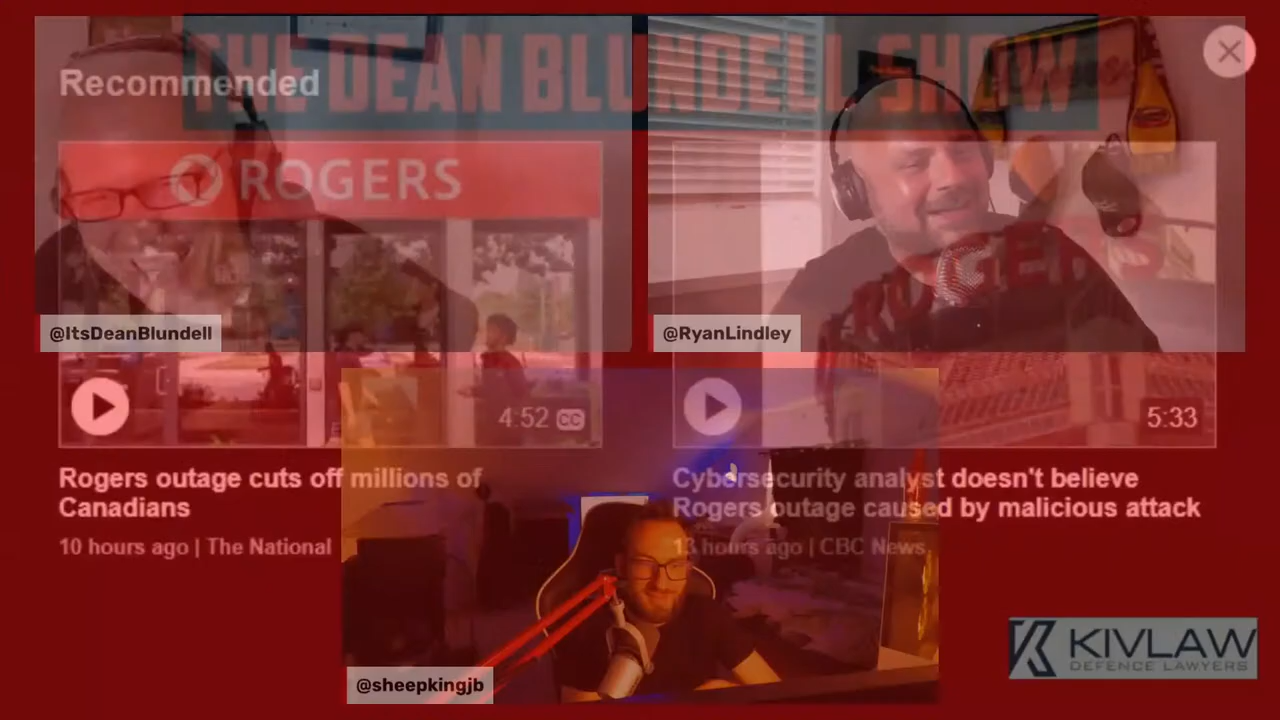 THE DEAN BLUNDELL SHOW
Recommended
ROGERS
ROGERS
@ItsDeanBlundell
@RyanLindley
4:52 CC
5:33
Rogers outage cuts off millions of
Canadians
10 hours ago | The National
Cybersecurity analyst doesn't believe
Rogers outage caused by malicious attack
13 hours ago | CBC News
@sheepkingjb
KIVLAW
DEFENCE LAWYERS